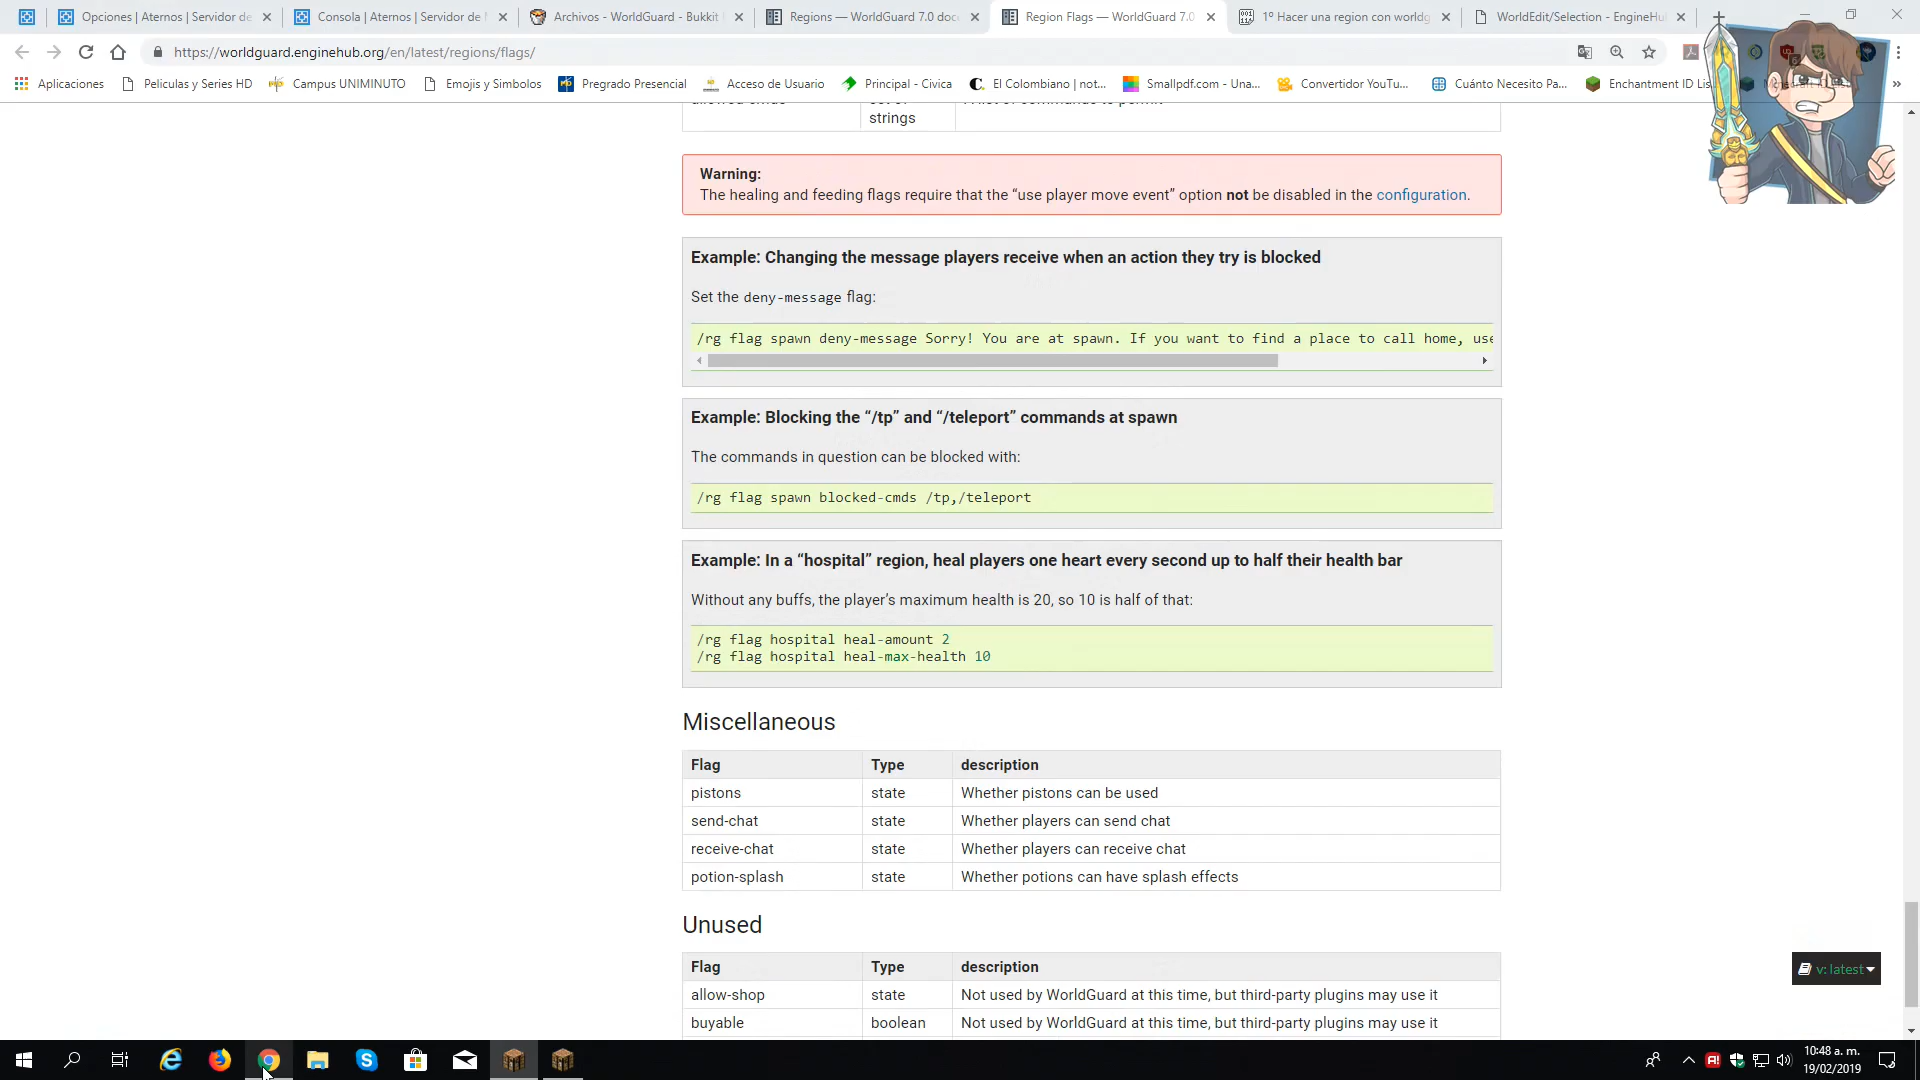 Opciones | Aternos | Servidor de
Consola | Aternos | Servidor de
Archivos - WorldGuard - Bukkit
Regions — WorldGuard 7.0 doc
Region Flags — WorldGuard 7.0
1º Hacer una region con worldg
WorldEdit/Selection - EngineHu
https://worldguard.enginehub.org/en/latest/regions/flags/
Aplicaciones
Peliculas y Series HD
Campus UNIMINUTO
Emojis y Simbolos
Pregrado Presencial
Acceso de Usuario
Principal - Civica
El Colombiano | not...
Smallpdf.com - Una...
Convertidor YouTu...
Cuánto Necesito Pa...
Enchantment ID Lis
strings
Warning:
The healing and feeding flags require that the “use player move event” option not be disabled in the configuration.
Example: Changing the message players receive when an action they try is blocked
Set the deny-message flag:
/rg flag spawn deny-message Sorry! You are at spawn. If you want to find a place to call home, use
Example: Blocking the “/tp” and “/teleport” commands at spawn
The commands in question can be blocked with:
/rg flag spawn blocked-cmds /tp,/teleport
Example: In a “hospital” region, heal players one heart every second up to half their health bar
Without any buffs, the player’s maximum health is 20, so 10 is half of that:
/rg flag hospital heal-amount 2
/rg flag hospital heal-max-health 10
Miscellaneous
Flag Type description
pistons state Whether pistons can be used
send-chat state Whether players can send chat
receive-chat state Whether players can receive chat
potion-splash state Whether potions can have splash effects
Unused
Flag Type description
allow-shop state Not used by WorldGuard at this time, but third-party plugins may use it
buyable boolean Not used by WorldGuard at this time, but third-party plugins may use it
v: latest
10:48 a. m.
19/02/2019